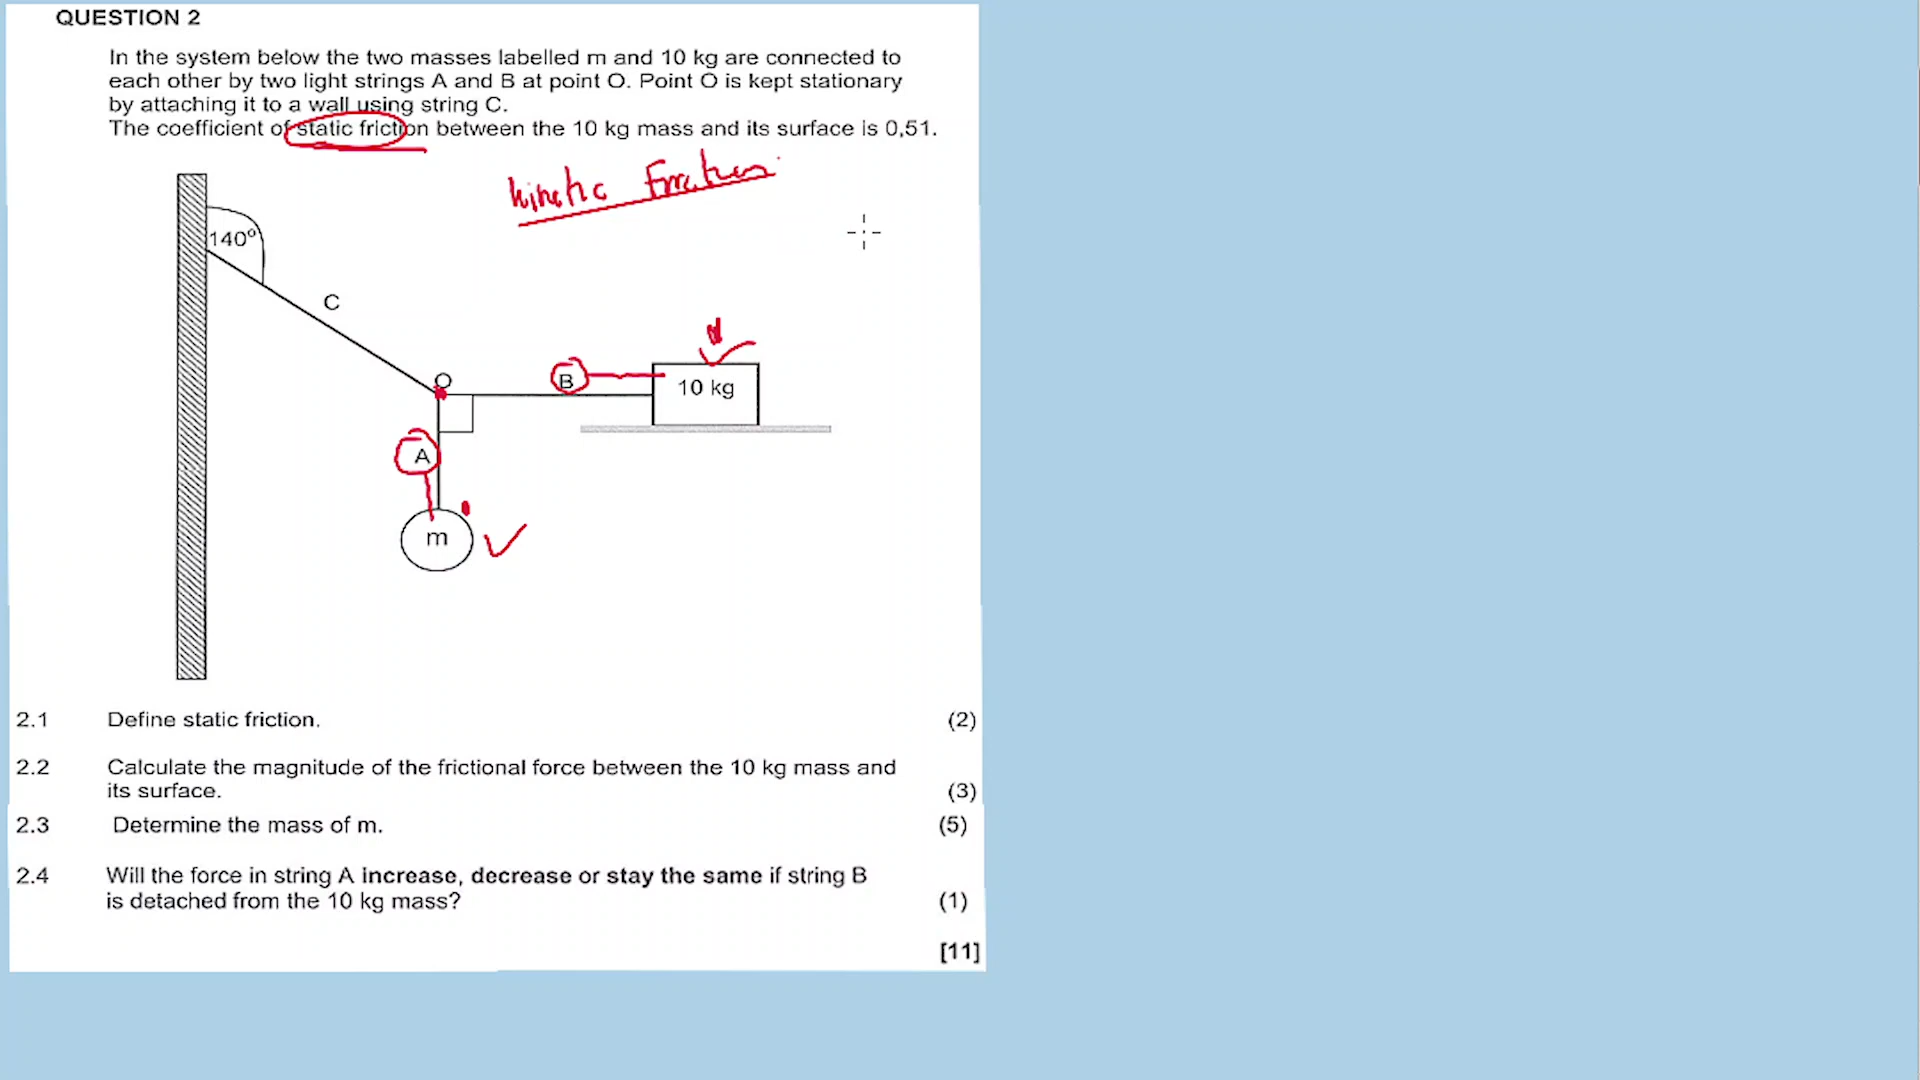 QUESTION 2
In the system below the two masses labelled m and 10 kg are connected to
each other by two light strings A and B at point O. Point O is kept stationary
by attaching it to a wall using string C.
The coefficient of static friction between the 10 kg mass and its surface is 0,51.
kinetic Friction
140⁰
C
O
B
10 kg
A
m
2.1 Define static friction. (2)
2.2 Calculate the magnitude of the frictional force between the 10 kg mass and
its surface. (3)
2.3 Determine the mass of m. (5)
2.4 Will the force in string A increase, decrease or stay the same if string B
is detached from the 10 kg mass? (1)
[11]